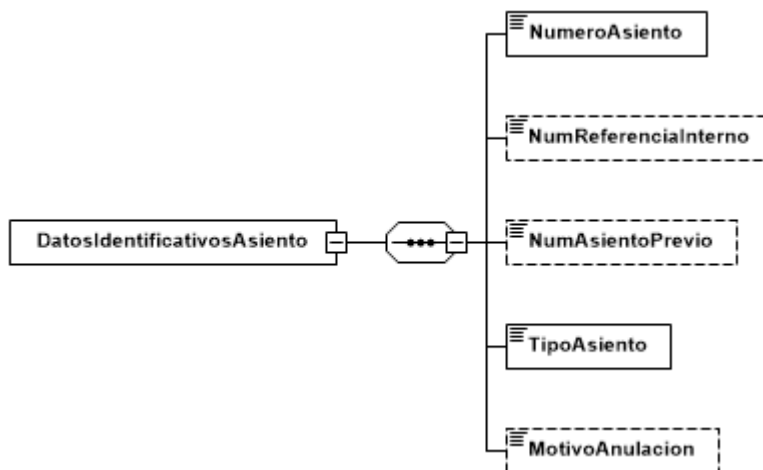 NumeroAsiento
NumReferenciaInterno
DatosIdentificativosAsiento
NumAsientoPrevio
TipoAsiento
MotivoAnulacion